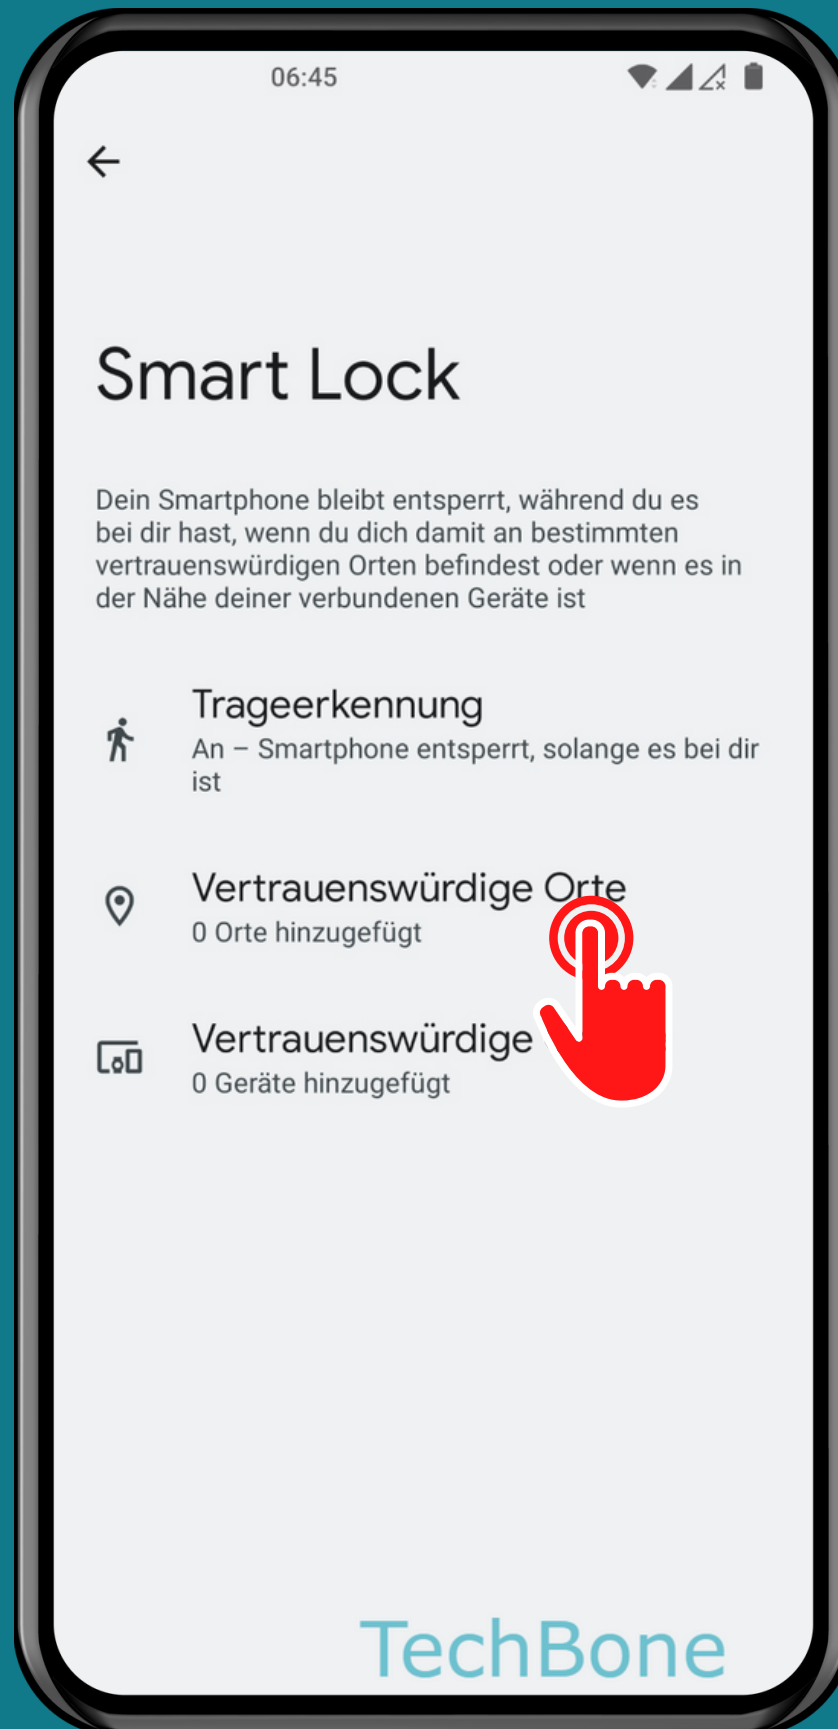 06:45
Smart Lock
Dein Smartphone bleibt entsperrt, während du es
bei dir hast, wenn du dich damit an bestimmten
vertrauenswürdigen Orten befindest oder wenn es in
der Nähe deiner verbundenen Geräte ist
Trageerkennung
An – Smartphone entsperrt, solange es bei dir
ist
Vertrauenswürdige Orte
0 Orte hinzugefügt
Vertrauenswürdige
0 Geräte hinzugefügt
TechBone